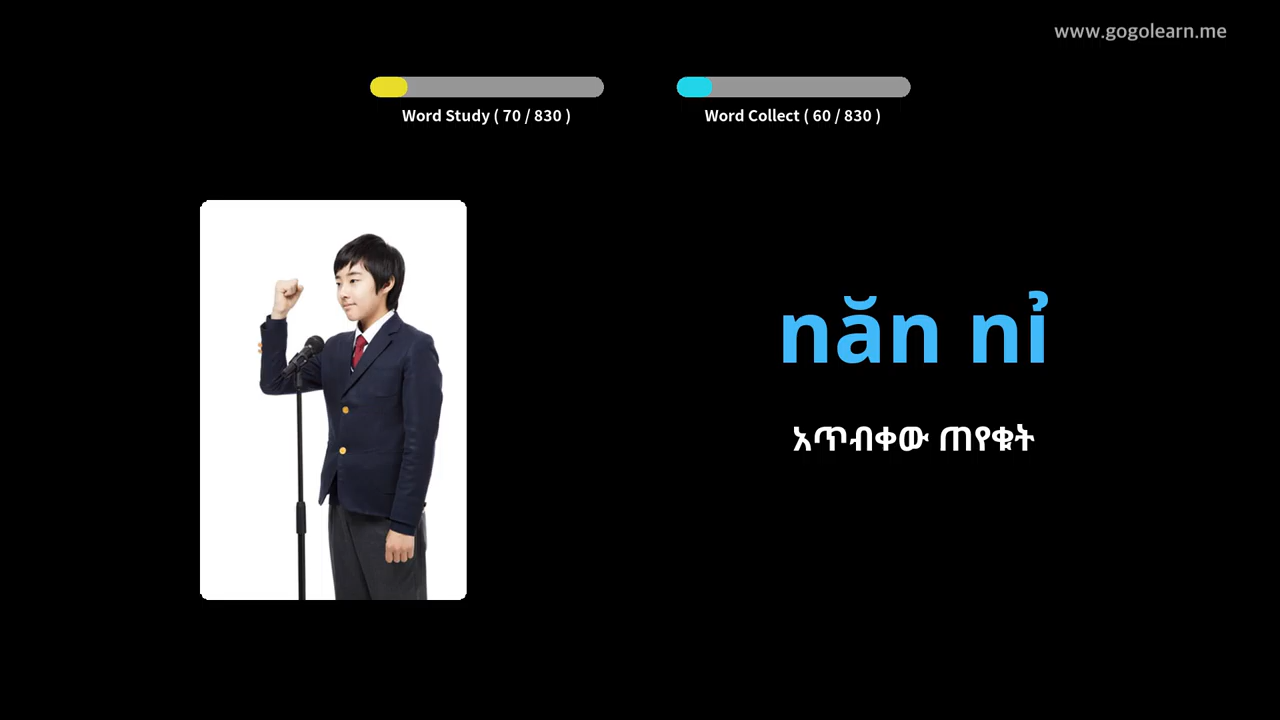 www.gogolearn.me
Word Study ( 70 / 830 )
Word Collect ( 60 / 830 )
năn nỉ
አጥብቀው ጠየቁት